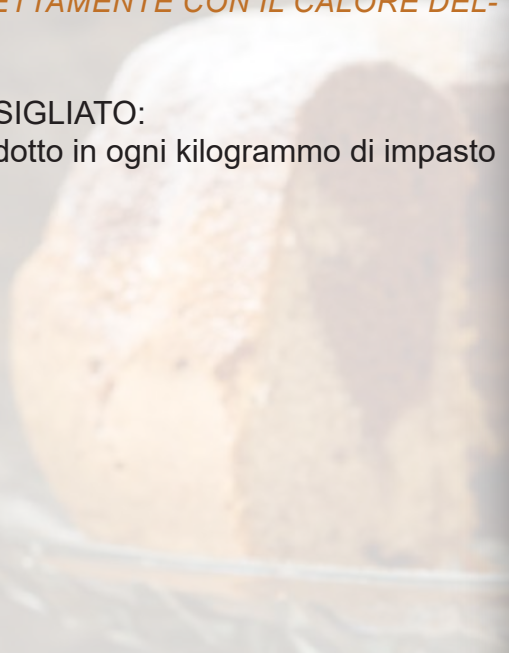 ETTAMENTE CON IL CALORE DEL-
SIGLIATO:
dotto in ogni kilogrammo di impasto